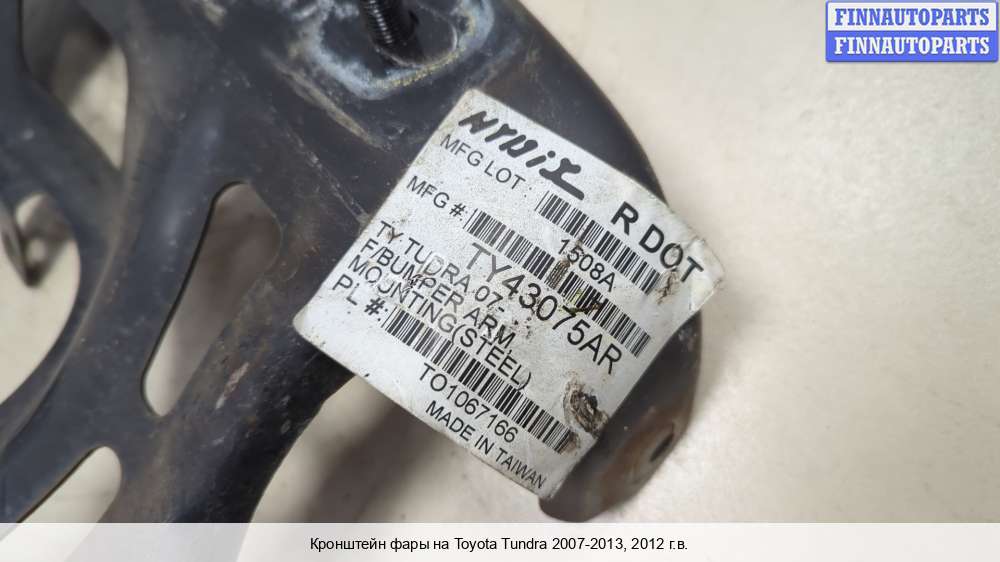 FINNAUTOPARTS
FINNAUTOPARTS
MFG LOT :
R DOT
1508A
MFG #:
TY43075AR
TY TUDRA 07-
F/BUMPER ARM
MOUNTING(STEEL)
PL #:
TO1067166
MADE IN TAIWAN
Кронштейн фары на Toyota Tundra 2007-2013, 2012 г.в.